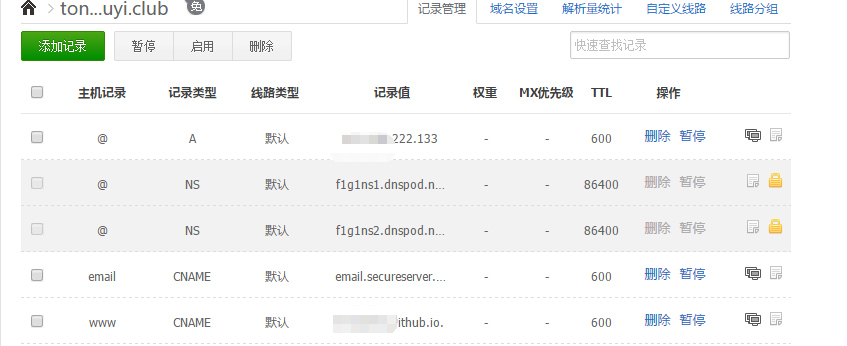 ton...uyi.club 免 记录管理 域名设置 解析量统计 自定义线路 线路分组
添加记录 暂停 启用 删除 快速查找记录
主机记录 记录类型 线路类型 记录值 权重 MX优先级 TTL 操作
@ A 默认 222.133 - - 600 删除 暂停
@ NS 默认 f1g1ns1.dnspod.n... - - 86400 删除 暂停
@ NS 默认 f1g1ns2.dnspod.n... - - 86400 删除 暂停
email CNAME 默认 email.secureserver.... - - 600 删除 暂停
www CNAME 默认 ithub.io. - - 600 删除 暂停